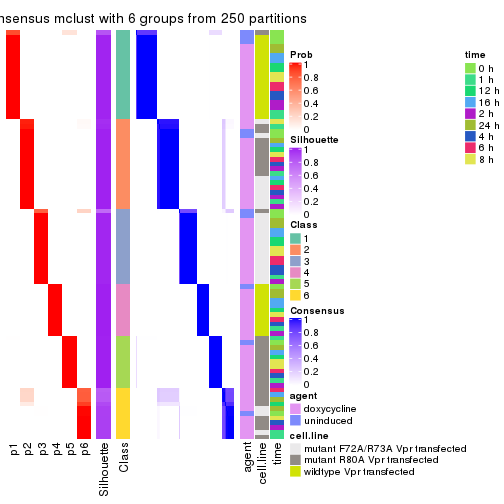 nsensus mclust with 6 groups from 250 partitions
Prob
1
0.8
0.6
0.4
0.2
0
Silhouette
1
0.8
0.6
0.4
0.2
0
Class
1
2
3
4
5
6
Consensus
1
0.8
0.6
0.4
0.2
0
agent
doxycycline
uninduced
cell.line
mutant F72A/R73A Vpr transfected
mutant R80A Vpr transfected
wildtype Vpr transfected
time
0 h
1 h
12 h
16 h
2 h
24 h
4 h
6 h
8 h
p1
p2
p3
p4
p5
p6
Silhouette
Class
agent
cell.line
time